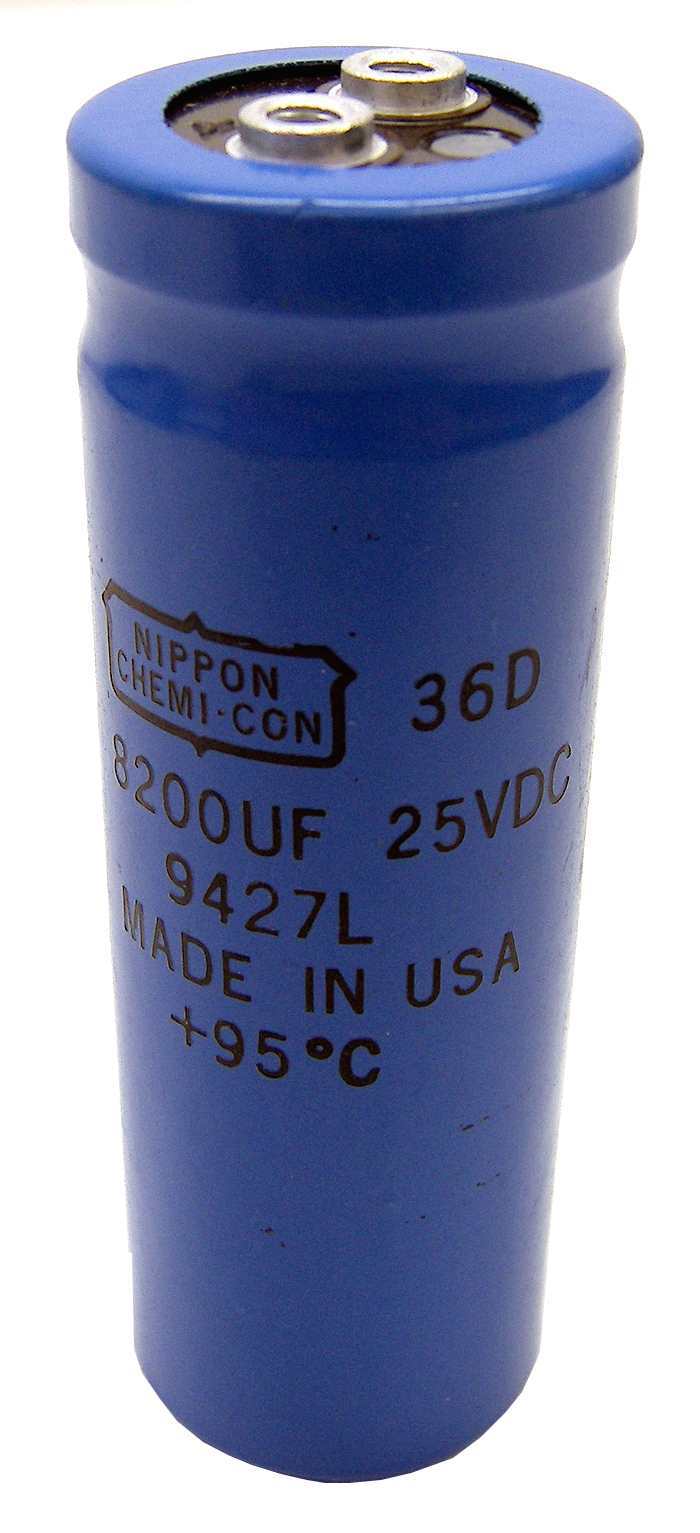 NIPPON
CHEMI-CON
36D
8200UF 25VDC
9427L
MADE IN USA
+95°C